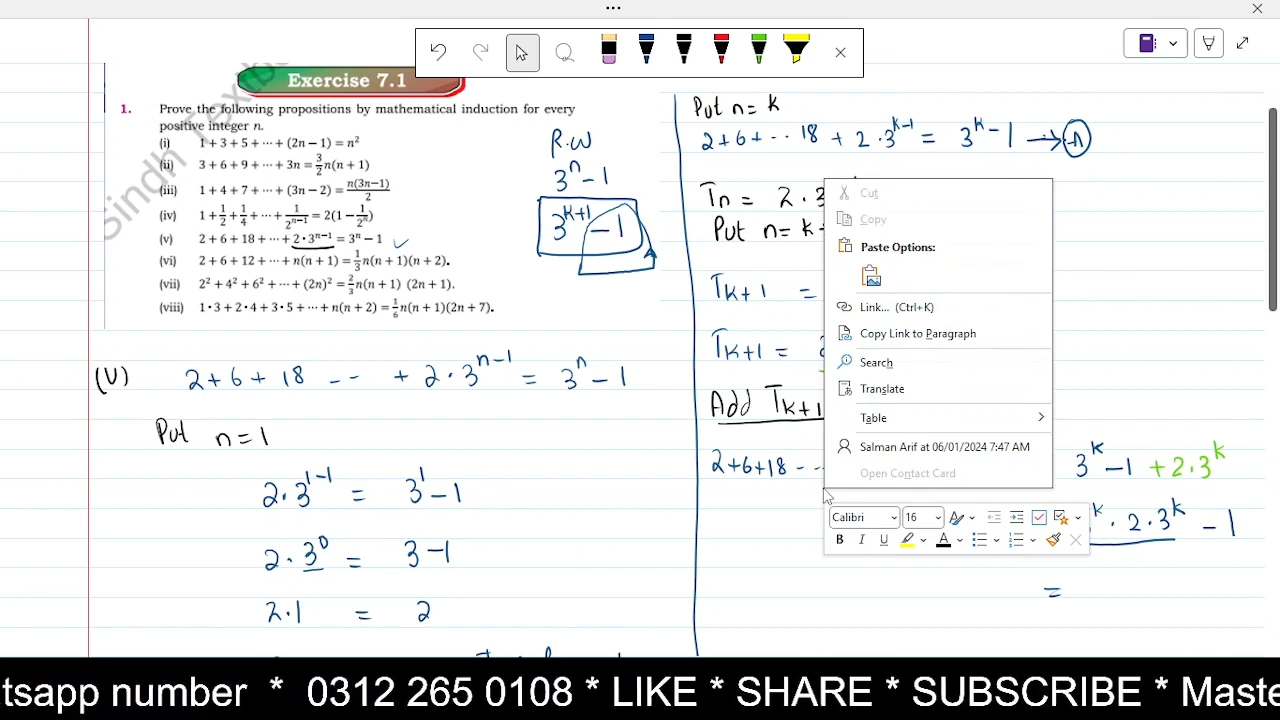 Exercise 7.1
Sindh Textbo
1. Prove the following propositions by mathematical induction for every
positive integer n.
(i) 1 + 3 + 5 + ⋯ + (2n − 1) = n²
(ii) 3 + 6 + 9 + ⋯ + 3n = 3/2 n(n + 1)
(iii) 1 + 4 + 7 + ⋯ + (3n − 2) = n(3n−1)/2
(iv) 1 + 1/2 + 1/4 + ⋯ + 1/2ⁿ⁻¹ = 2(1 − 1/2ⁿ)
(v) 2 + 6 + 18 + ⋯ + 2 • 3ⁿ⁻¹ = 3ⁿ − 1 ✓
(vi) 2 + 6 + 12 + ⋯ + n(n + 1) = 1/3 n(n + 1)(n + 2).
(vii) 2² + 4² + 6² + ⋯ + (2n)² = 2/3 n(n + 1) (2n + 1).
(viii) 1 • 3 + 2 • 4 + 3 • 5 + ⋯ + n(n + 2) = 1/6 n(n + 1)(2n + 7).
R.W
3ⁿ − 1
3ᵏ⁺¹ − 1
(V) 2 + 6 + 18 -- + 2 · 3ⁿ⁻¹ = 3ⁿ − 1
Put n = 1
2 · 3¹⁻¹ = 3¹ − 1
2 · 3⁰ = 3 − 1
2 · 1 = 2
Put n = k
2 + 6 + ·· 18 + 2 · 3ᵏ⁻¹ = 3ᵏ − 1 →
Tn = 2 · 3
Put n = k
Tk+1 =
Tk+1 =
Add Tk+1
2+6+18 -- 3ᵏ − 1 + 2 · 3ᵏ
ᵏ · 2 · 3ᵏ − 1
=
Cut
Copy
Paste Options:
Link... (Ctrl+K)
Copy Link to Paragraph
Search
Translate
Table
Salman Arif at 06/01/2024 7:47 AM
Open Contact Card
Calibri 16
B I U A
tsapp number * 0312 265 0108 * LIKE * SHARE * SUBSCRIBE * Maste